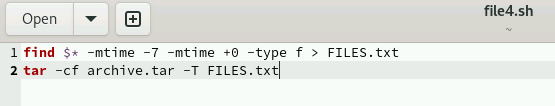 Open
file4.sh
~
1 find $* -mtime -7 -mtime +0 -type f > FILES.txt
2 tar -cf archive.tar -T FILES.txt